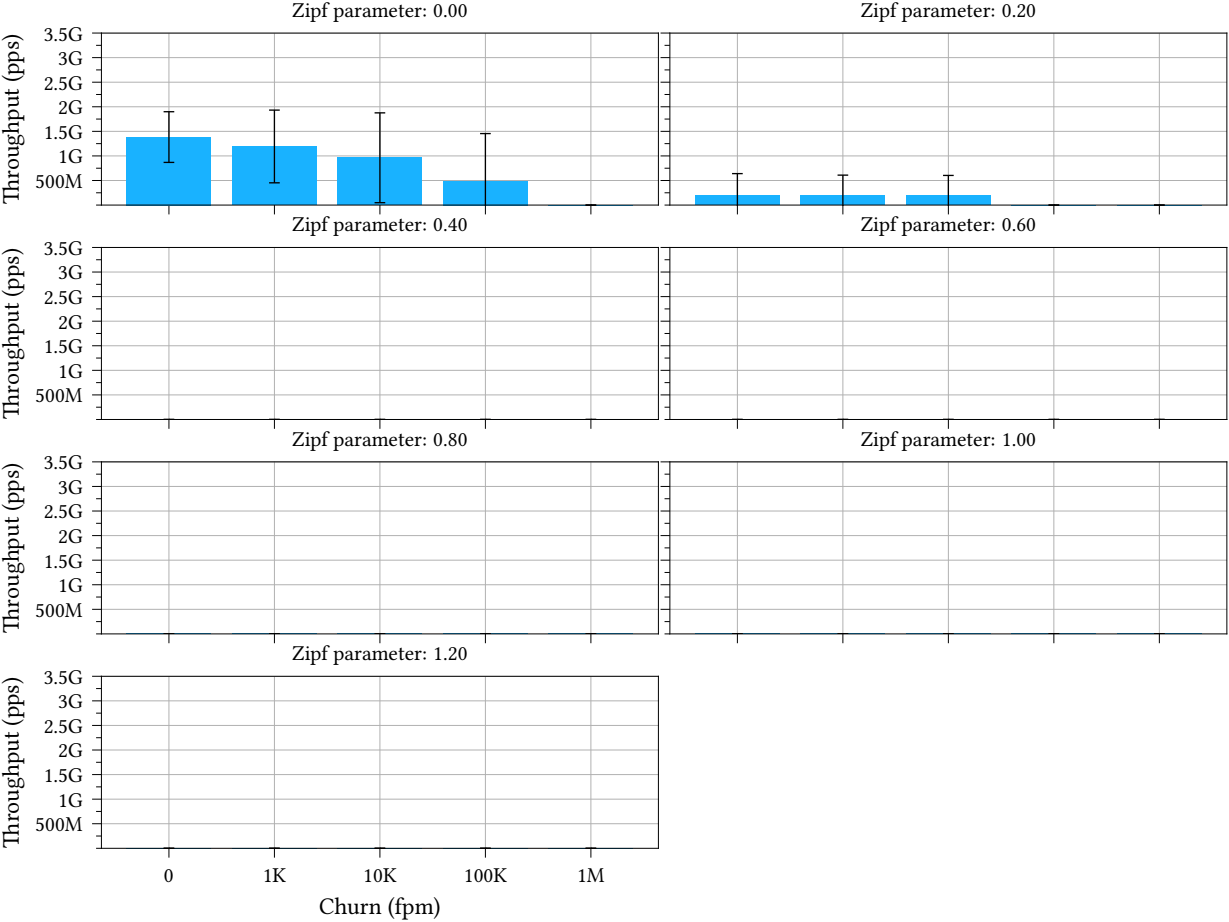 Zipf parameter: 0.00
Zipf parameter: 0.20
Throughput (pps)
3.5G
3G
2.5G
2G
1.5G
1G
500M
Zipf parameter: 0.40
Zipf parameter: 0.60
Throughput (pps)
3.5G
3G
2.5G
2G
1.5G
1G
500M
Zipf parameter: 0.80
Zipf parameter: 1.00
Throughput (pps)
3.5G
3G
2.5G
2G
1.5G
1G
500M
Zipf parameter: 1.20
Throughput (pps)
3.5G
3G
2.5G
2G
1.5G
1G
500M
0 1K 10K 100K 1M
Churn (fpm)